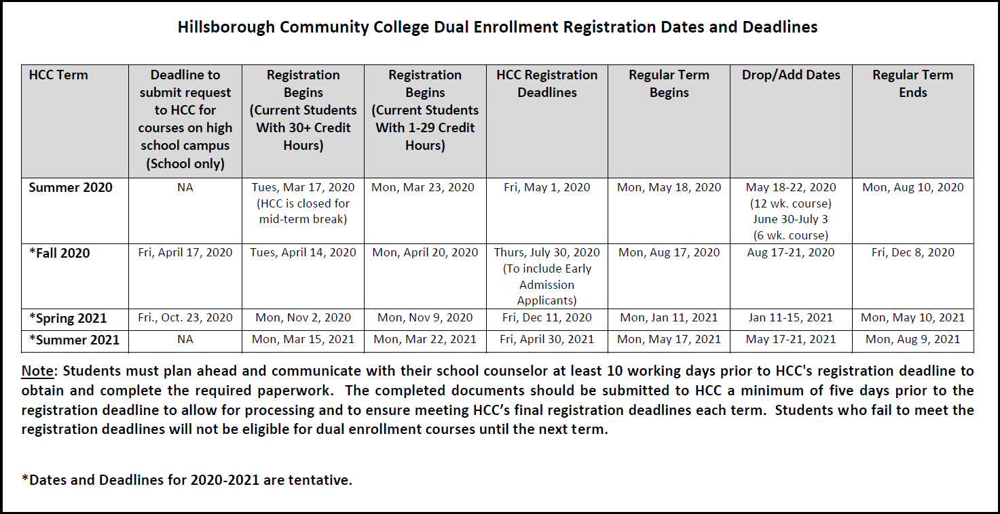 Hillsborough Community College Dual Enrollment Registration Dates and Deadlines
HCC Term
Deadline to
submit request
to HCC for
courses on high
school campus
(School only)
Registration
Begins
(Current Students
With 30+ Credit
Hours)
Registration
Begins
(Current Students
With 1-29 Credit
Hours)
HCC Registration
Deadlines
Regular Term
Begins
Drop/Add Dates
Regular Term
Ends
Summer 2020
NA
Tues, Mar 17, 2020
(HCC is closed for
mid-term break)
Mon, Mar 23, 2020
Fri, May 1, 2020
Mon, May 18, 2020
May 18-22, 2020
(12 wk. course)
June 30-July 3
(6 wk. course)
Mon, Aug 10, 2020
*Fall 2020
Fri, April 17, 2020
Tues, April 14, 2020
Mon, April 20, 2020
Thurs, July 30, 2020
(To include Early
Admission
Applicants)
Mon, Aug 17, 2020
Aug 17-21, 2020
Fri, Dec 8, 2020
*Spring 2021
Fri., Oct. 23, 2020
Mon, Nov 2, 2020
Mon, Nov 9, 2020
Fri, Dec 11, 2020
Mon, Jan 11, 2021
Jan 11-15, 2021
Mon, May 10, 2021
*Summer 2021
NA
Mon, Mar 15, 2021
Mon, Mar 22, 2021
Fri, April 30, 2021
Mon, May 17, 2021
May 17-21, 2021
Mon, Aug 9, 2021
Note: Students must plan ahead and communicate with their school counselor at least 10 working days prior to HCC's registration deadline to
obtain and complete the required paperwork.  The completed documents should be submitted to HCC a minimum of five days prior to the
registration deadline to allow for processing and to ensure meeting HCC’s final registration deadlines each term.  Students who fail to meet the
registration deadlines will not be eligible for dual enrollment courses until the next term.
*Dates and Deadlines for 2020-2021 are tentative.